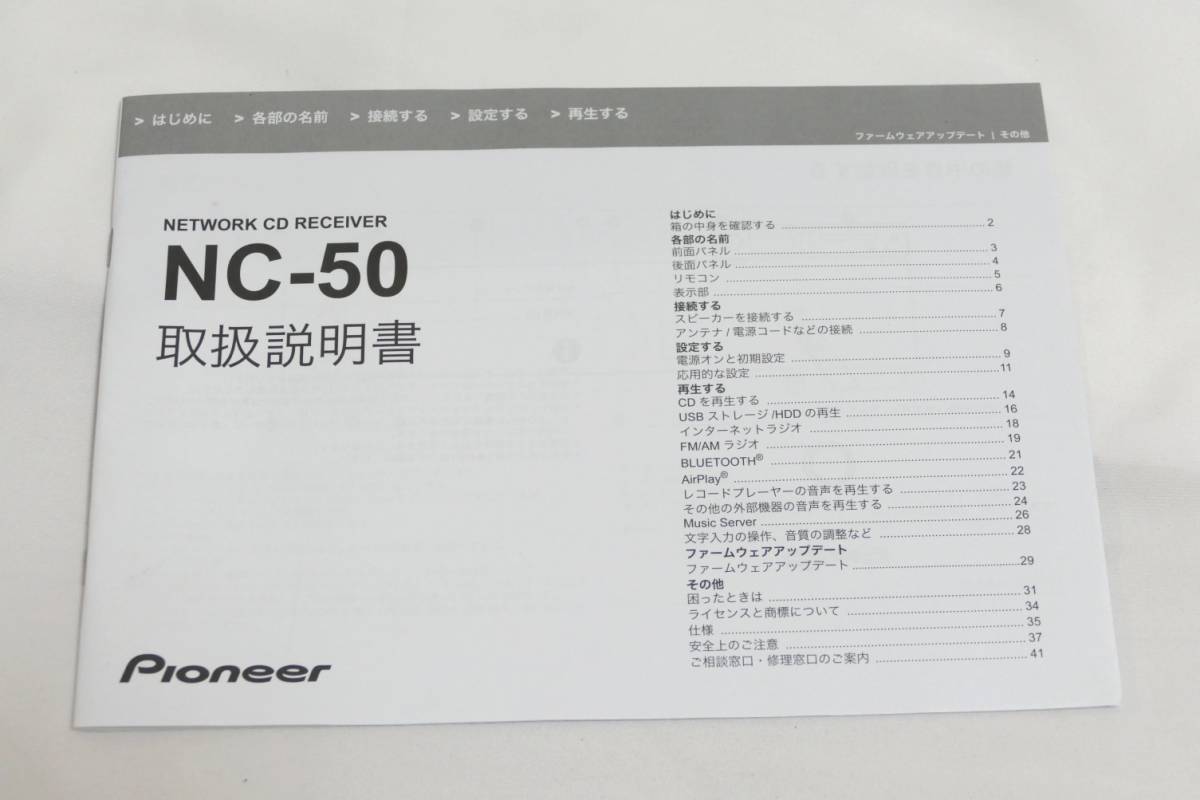 > はじめに > 各部の名前 > 接続する > 設定する > 再生する
ファームウェアアップデート | その他
NETWORK CD RECEIVER
NC-50
取扱説明書
Pioneer
はじめに
箱の中身を確認する ........ 2
各部の名前
前面パネル ........ 3
後面パネル ........ 4
リモコン ........ 5
表示部 ........ 6
接続する
スピーカーを接続する ........ 7
アンテナ / 電源コードなどの接続 ........ 8
設定する
電源オンと初期設定 ........ 9
応用的な設定 ........ 11
再生する
CD を再生する ........ 14
USB ストレージ /HDD の再生 ........ 16
インターネットラジオ ........ 18
FM/AM ラジオ ........ 19
BLUETOOTH® ........ 21
AirPlay® ........ 22
レコードプレーヤーの音声を再生する ........ 23
その他の外部機器の音声を再生する ........ 24
Music Server ........ 26
文字入力の操作、音質の調整など ........ 28
ファームウェアアップデート
ファームウェアアップデート ........ 29
その他
困ったときは ........ 31
ライセンスと商標について ........ 34
仕様 ........ 35
安全上のご注意 ........ 37
ご相談窓口・修理窓口のご案内 ........ 41